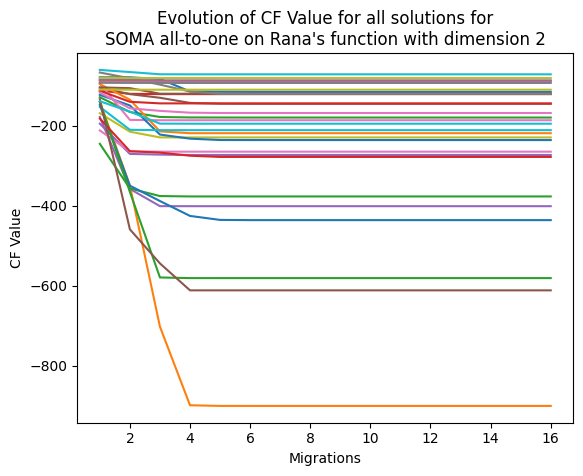 Evolution of CF Value for all solutions for
SOMA all-to-one on Rana's function with dimension 2
CF Value
−200
−400
−600
−800
2 4 6 8 10 12 14 16
Migrations